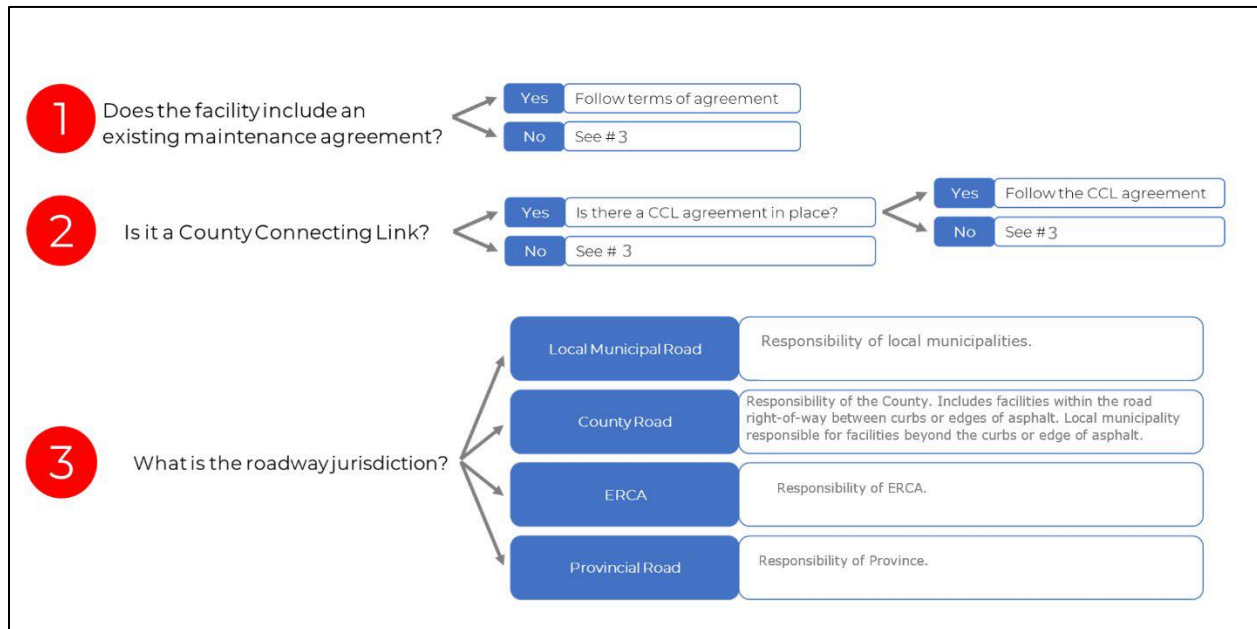 1
Does the facility include an
existing maintenance agreement?
Yes
Follow terms of agreement
No
See # 3
2
Is it a County Connecting Link?
Yes
Is there a CCL agreement in place?
No
See # 3
Yes
Follow the CCL agreement
No
See # 3
3
What is the roadway jurisdiction?
Local Municipal Road
Responsibility of local municipalities.
County Road
Responsibility of the County. Includes facilities within the road
right-of-way between curbs or edges of asphalt. Local municipality
responsible for facilities beyond the curbs or edge of asphalt.
ERCA
Responsibility of ERCA.
Provincial Road
Responsibility of Province.